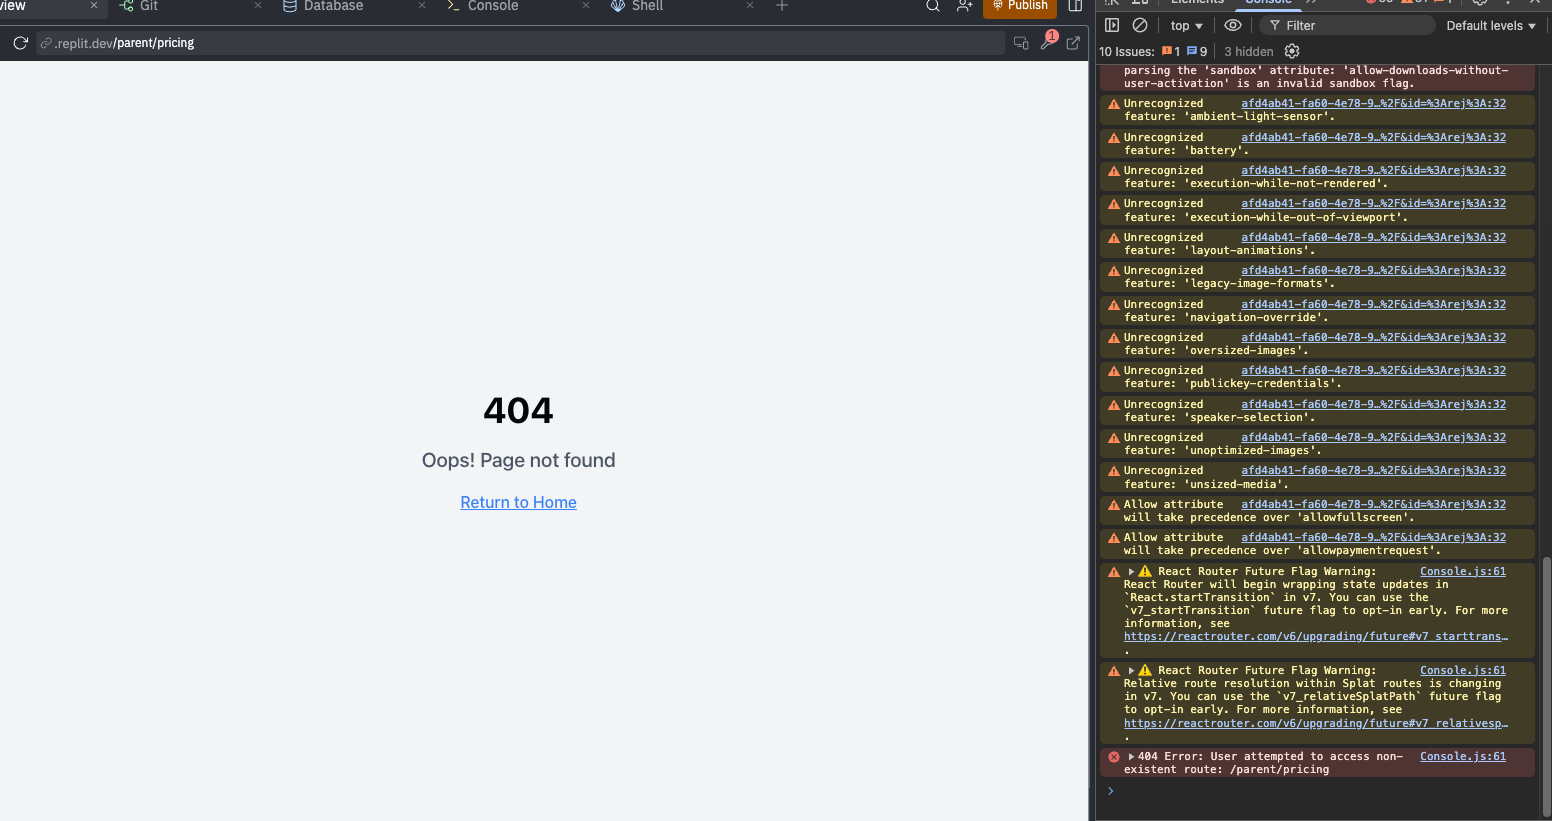 view
Git
Database
Console
Shell
Publish
.replit.dev/parent/pricing
1
404
Oops! Page not found
Return to Home
Elements
Console
top
Filter
Default levels
10 Issues: 1 9
3 hidden
parsing the 'sandbox' attribute: 'allow-downloads-without-
user-activation' is an invalid sandbox flag.
Unrecognized afd4ab41-fa60-4e78-9…%2F&id=%3Arej%3A:32
feature: 'ambient-light-sensor'.
Unrecognized afd4ab41-fa60-4e78-9…%2F&id=%3Arej%3A:32
feature: 'battery'.
Unrecognized afd4ab41-fa60-4e78-9…%2F&id=%3Arej%3A:32
feature: 'execution-while-not-rendered'.
Unrecognized afd4ab41-fa60-4e78-9…%2F&id=%3Arej%3A:32
feature: 'execution-while-out-of-viewport'.
Unrecognized afd4ab41-fa60-4e78-9…%2F&id=%3Arej%3A:32
feature: 'layout-animations'.
Unrecognized afd4ab41-fa60-4e78-9…%2F&id=%3Arej%3A:32
feature: 'legacy-image-formats'.
Unrecognized afd4ab41-fa60-4e78-9…%2F&id=%3Arej%3A:32
feature: 'navigation-override'.
Unrecognized afd4ab41-fa60-4e78-9…%2F&id=%3Arej%3A:32
feature: 'oversized-images'.
Unrecognized afd4ab41-fa60-4e78-9…%2F&id=%3Arej%3A:32
feature: 'publickey-credentials'.
Unrecognized afd4ab41-fa60-4e78-9…%2F&id=%3Arej%3A:32
feature: 'speaker-selection'.
Unrecognized afd4ab41-fa60-4e78-9…%2F&id=%3Arej%3A:32
feature: 'unoptimized-images'.
Unrecognized afd4ab41-fa60-4e78-9…%2F&id=%3Arej%3A:32
feature: 'unsized-media'.
Allow attribute afd4ab41-fa60-4e78-9…%2F&id=%3Arej%3A:32
will take precedence over 'allowfullscreen'.
Allow attribute afd4ab41-fa60-4e78-9…%2F&id=%3Arej%3A:32
will take precedence over 'allowpaymentrequest'.
React Router Future Flag Warning: Console.js:61
React Router will begin wrapping state updates in
`React.startTransition` in v7. You can use the
`v7_startTransition` future flag to opt-in early. For more
information, see
https://reactrouter.com/v6/upgrading/future#v7_starttrans…
.
React Router Future Flag Warning: Console.js:61
Relative route resolution within Splat routes is changing
in v7. You can use the `v7_relativeSplatPath` future flag
to opt-in early. For more information, see
https://reactrouter.com/v6/upgrading/future#v7_relativesp…
.
404 Error: User attempted to access non- Console.js:61
existent route: /parent/pricing